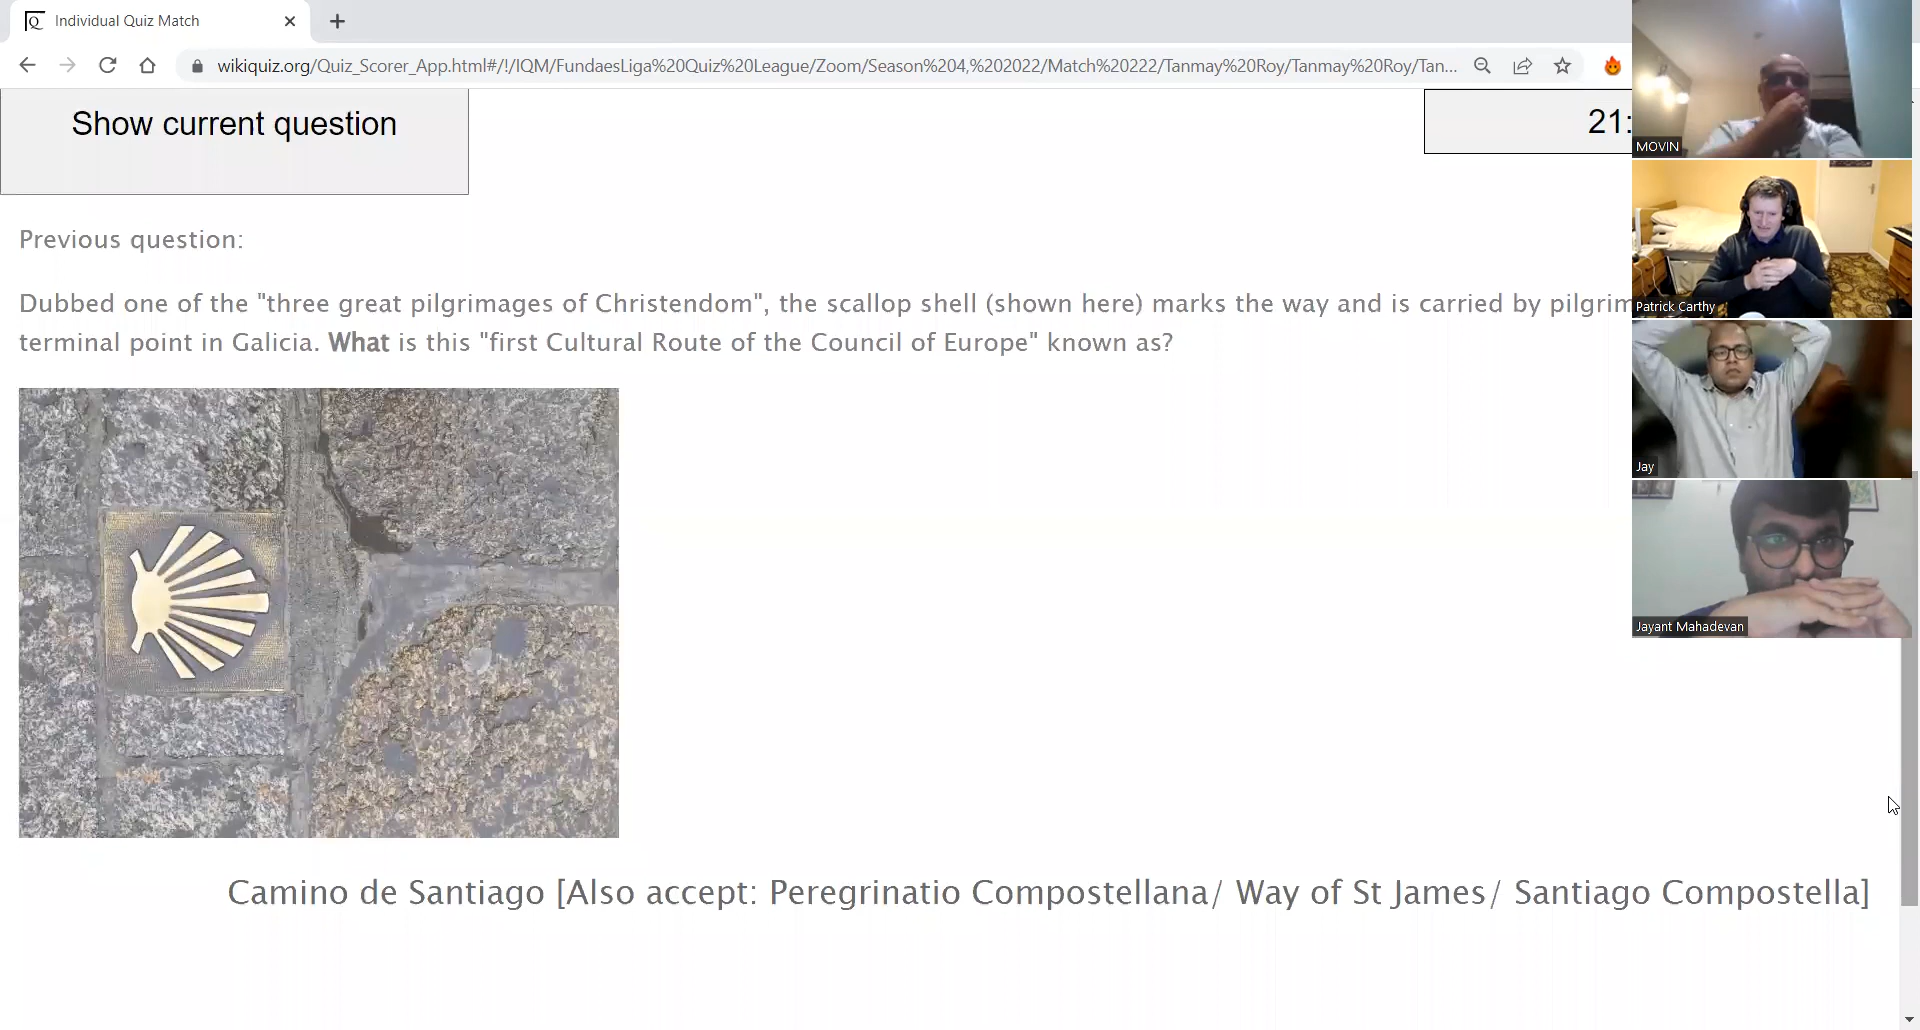 Individual Quiz Match
wikiquiz.org/Quiz_Scorer_App.html#/!/IQM/FundaesLiga%20Quiz%20League/Zoom/Season%204,%202022/Match%20222/Tanmay%20Roy/Tanmay%20Roy/Tan...
Show current question
21:
MOVIN
Previous question:
Dubbed one of the "three great pilgrimages of Christendom", the scallop shell (shown here) marks the way and is carried by pilgrim
Patrick Carthy
terminal point in Galicia. What is this "first Cultural Route of the Council of Europe" known as?
Jay
Jayant Mahadevan
Camino de Santiago [Also accept: Peregrinatio Compostellana/ Way of St James/ Santiago Compostella]